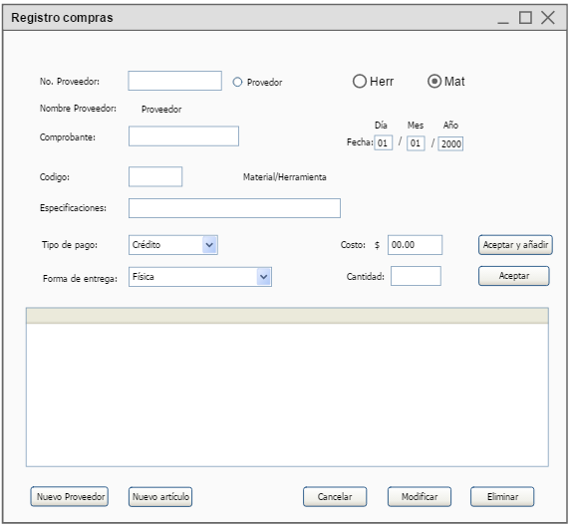 Registro compras
No. Proveedor: Provedor Herr Mat
Nombre Proveedor: Proveedor
Día Mes Año
Comprobante: Fecha: 01 / 01 / 2000
Codigo: Material/Herramienta
Especificaciones:
Tipo de pago: Crédito Costo: $ 00.00 Aceptar y añadir
Forma de entrega: Física Cantidad: Aceptar
Nuevo Proveedor Nuevo artículo Cancelar Modificar Eliminar